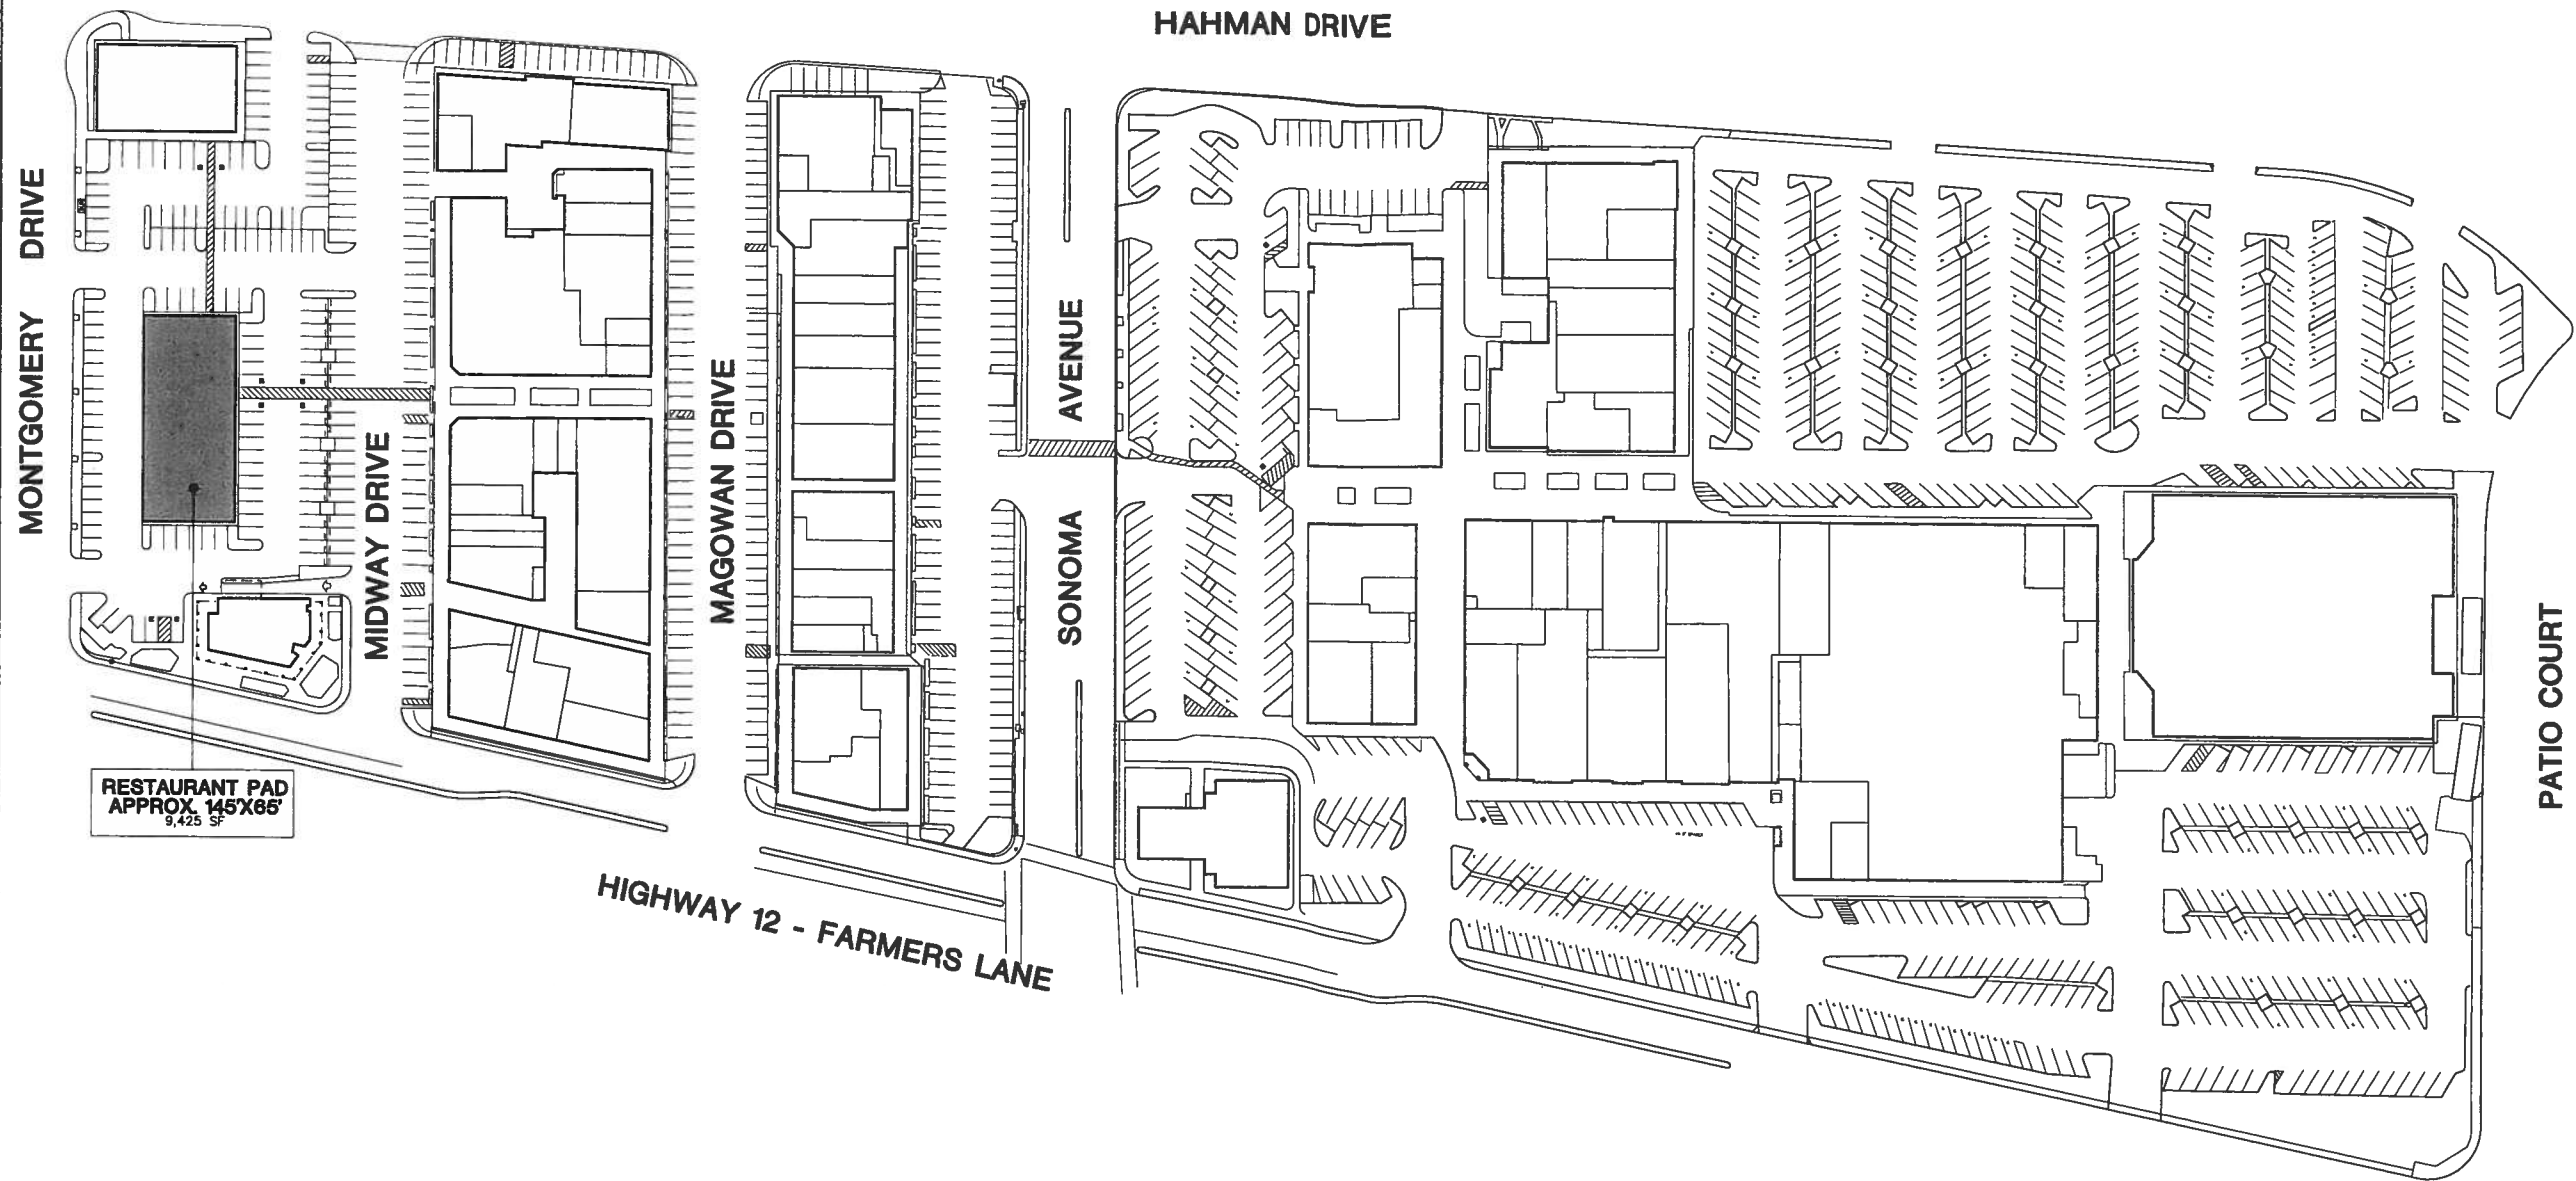 HAHMAN DRIVE
MONTGOMERY DRIVE
MIDWAY DRIVE
MAGOWAN DRIVE
SONOMA AVENUE
PATIO COURT
RESTAURANT PAD
APPROX. 145'X65'
9,425 SF
HIGHWAY 12 - FARMERS LANE